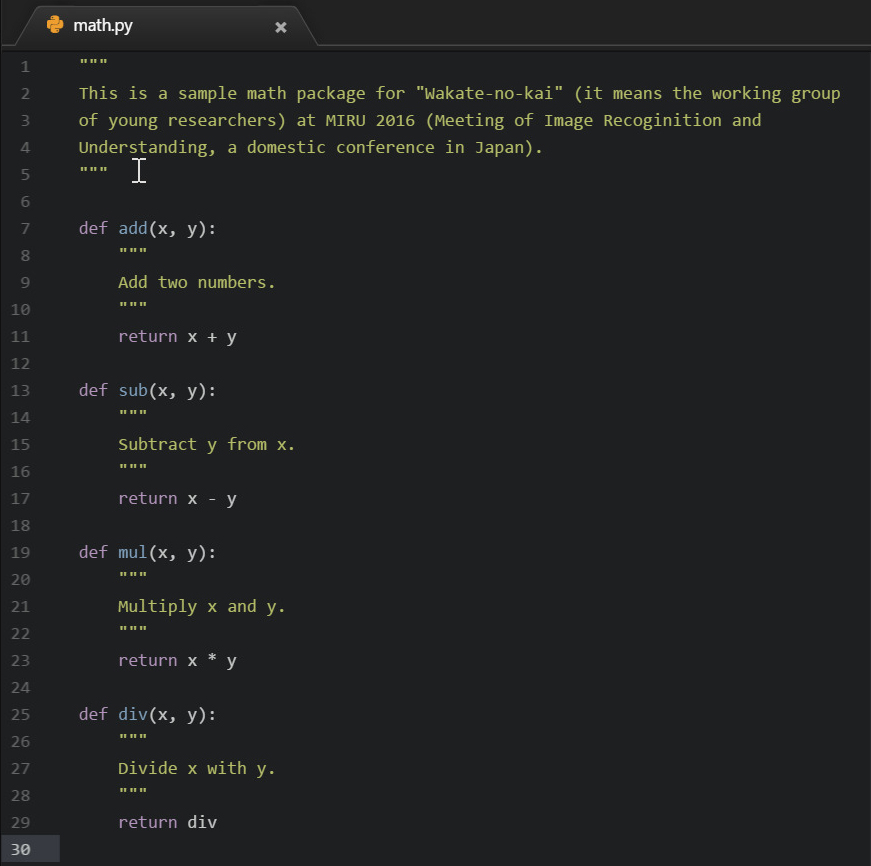 math.py
1 """
2 This is a sample math package for "Wakate-no-kai" (it means the working group
3 of young researchers) at MIRU 2016 (Meeting of Image Recoginition and
4 Understanding, a domestic conference in Japan).
5 """
6
7 def add(x, y):
8     """
9     Add two numbers.
10     """
11     return x + y
12
13 def sub(x, y):
14     """
15     Subtract y from x.
16     """
17     return x - y
18
19 def mul(x, y):
20     """
21     Multiply x and y.
22     """
23     return x * y
24
25 def div(x, y):
26     """
27     Divide x with y.
28     """
29     return div
30